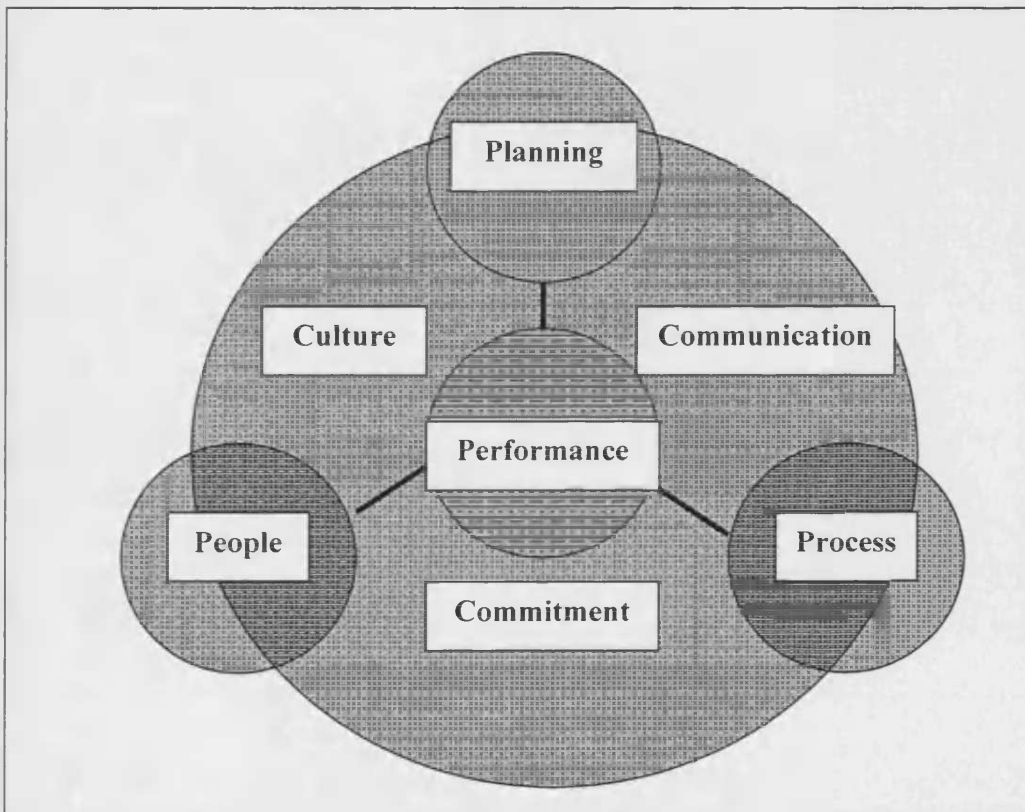 Planning
Culture
Communication
Performance
People
Process
Commitment